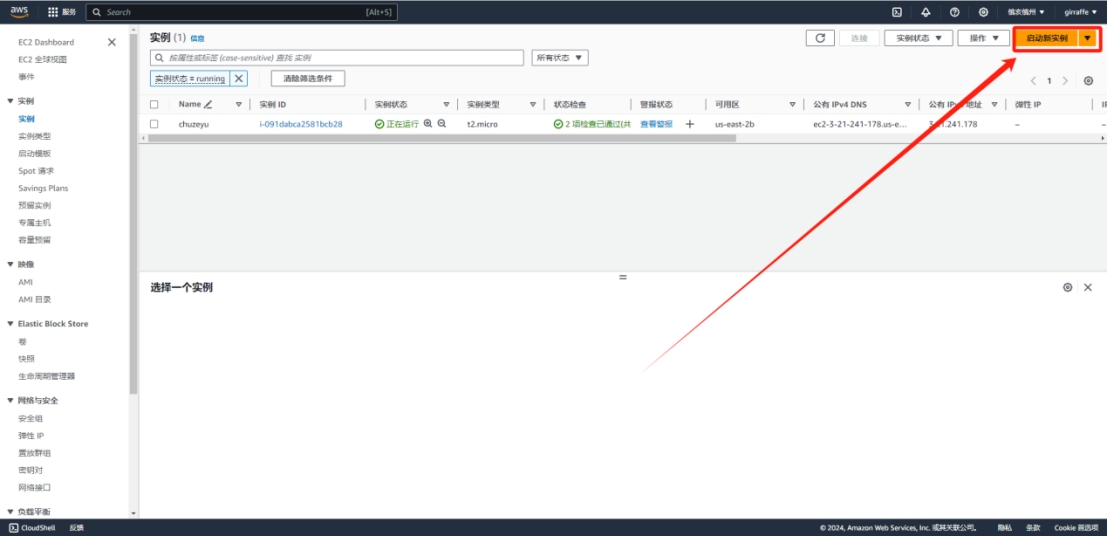 aws 服务 Search [Alt+S] 俄亥俄州 girraffe
EC2 Dashboard
EC2 全球视图
事件
实例
实例
实例类型
启动模板
Spot 请求
Savings Plans
预留实例
专属主机
容量预留
映像
AMI
AMI 目录
Elastic Block Store
卷
快照
生命周期管理器
网络与安全
安全组
弹性 IP
置放群组
密钥对
网络接口
负载平衡
实例 (1) 信息 连接 实例状态 操作 启动新实例
按属性或标签 (case-sensitive) 查找 实例 所有状态
实例状态 = running 清除筛选条件 1
Name 实例 ID 实例状态 实例类型 状态检查 警报状态 可用区 公有 IPv4 DNS 公有 IPv4 地址 弹性 IP
chuzeyu i-091dabca2581bcb28 正在运行 t2.micro 2 项检查已通过(共 查看警报 + us-east-2b ec2-3-21-241-178.us-e... 3.21.241.178 –
选择一个实例
CloudShell 反馈 © 2024, Amazon Web Services, Inc. 或其关联公司。 隐私 条款 Cookie 首选项